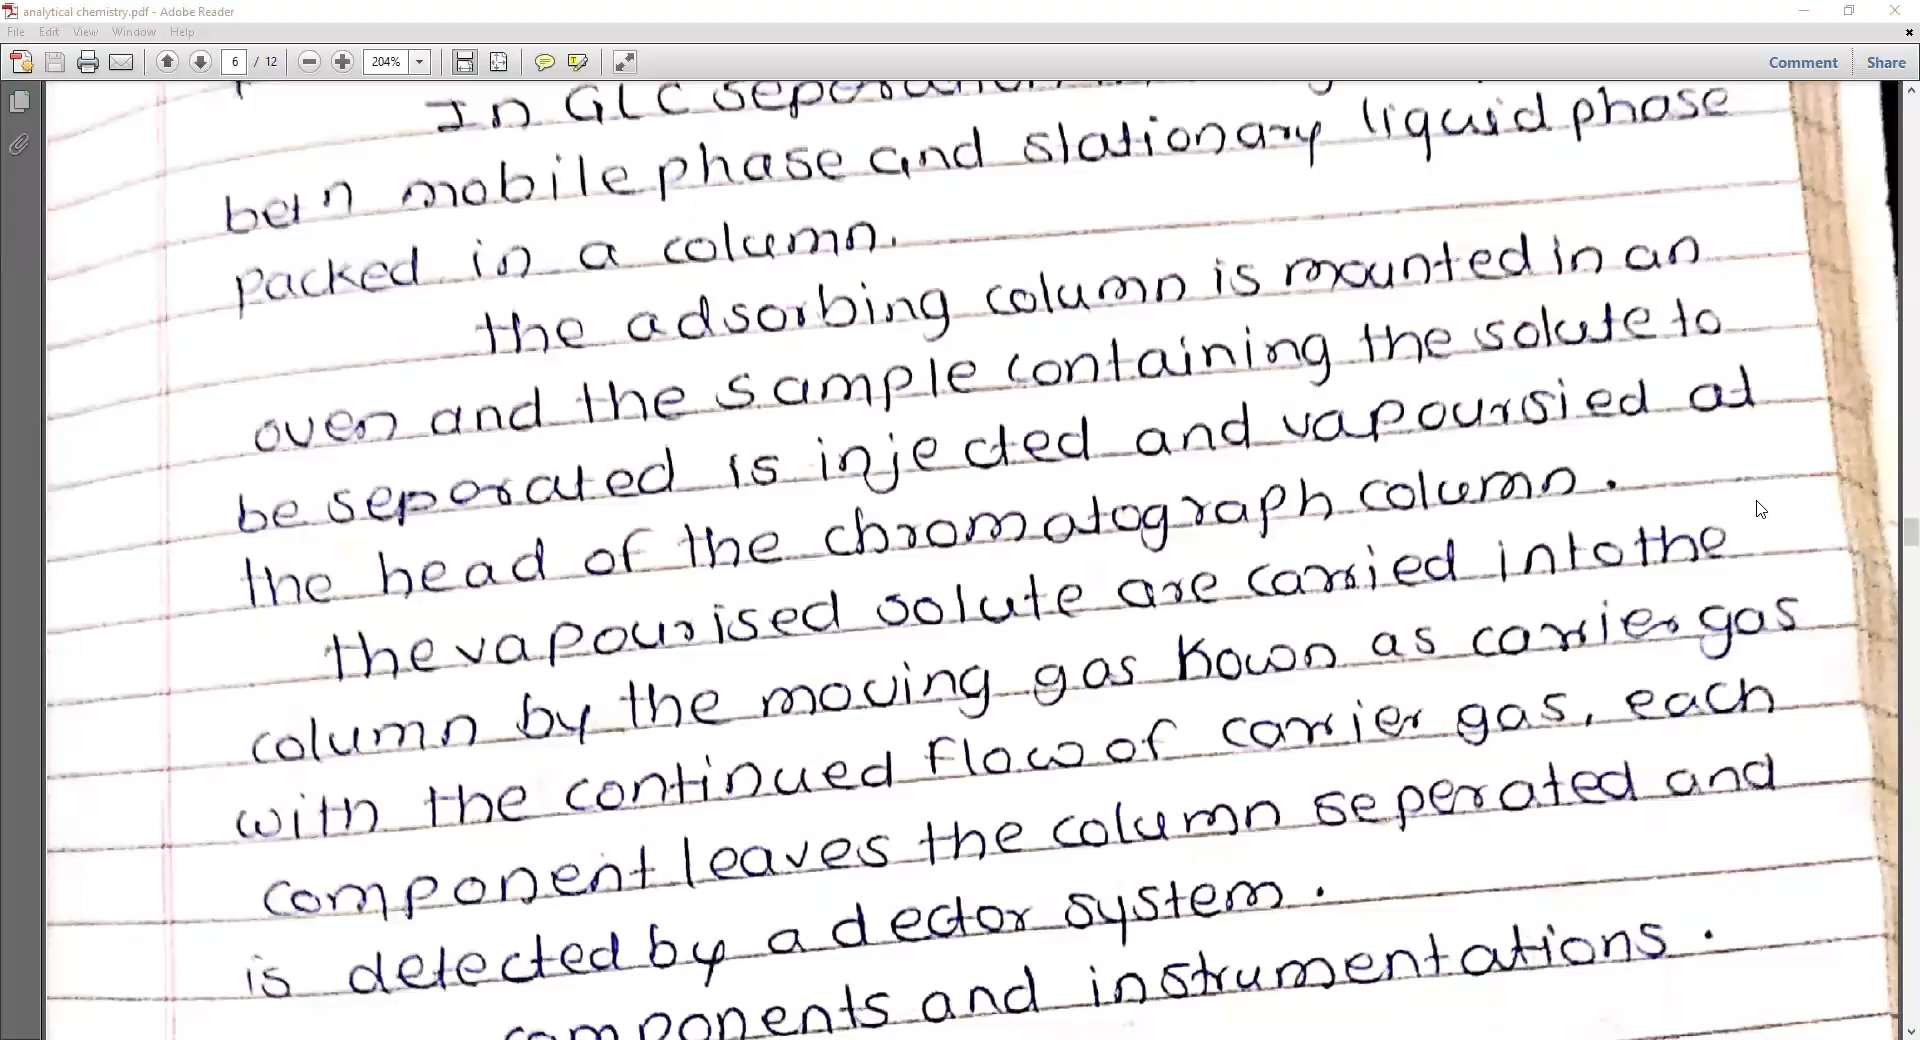 analytical chemistry.pdf - Adobe Reader
File Edit View Window Help
6 / 12 204% Comment Share
In GLC
betn mobile phase and stationary liquid phase
packed in a column.
the adsorbing column is mounted in an
oven and the sample containing the solute to
be seperated is injected and vapoursied at
the head of the chromatograph column.
the vapourised solute are carried into the
column by the moving gas Kown as carrier gas
with the continued flow of carrier gas, each
component leaves the column seperated and
is detected by a dector system.
components and instrumentations.